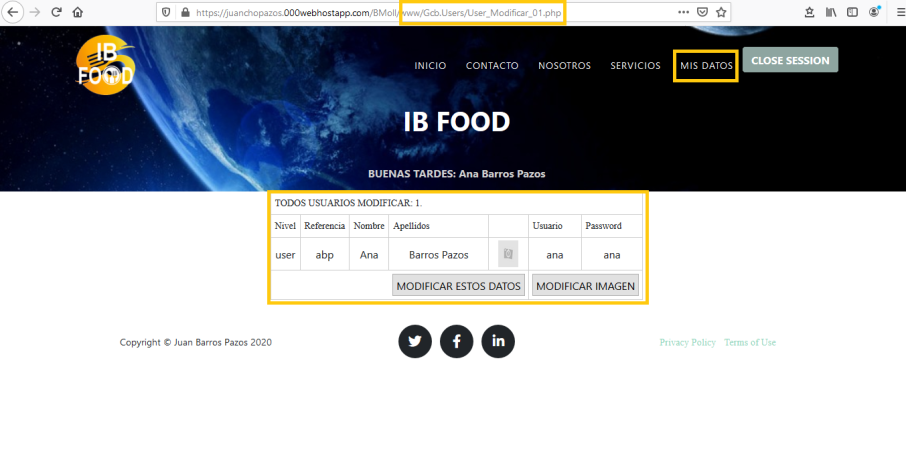 https://juanchopazos.000webhostapp.com/BMoll/www/Gcb.Users/User_Modificar_01.php
IB
FOOD
INICIO CONTACTO NOSOTROS SERVICIOS MIS DATOS CLOSE SESSION
IB FOOD
BUENAS TARDES: Ana Barros Pazos
TODOS USUARIOS MODIFICAR: 1.
Nivel Referencia Nombre Apellidos Usuario Password
user abp Ana Barros Pazos ana ana
MODIFICAR ESTOS DATOS MODIFICAR IMAGEN
Copyright © Juan Barros Pazos 2020 Privacy Policy Terms of Use